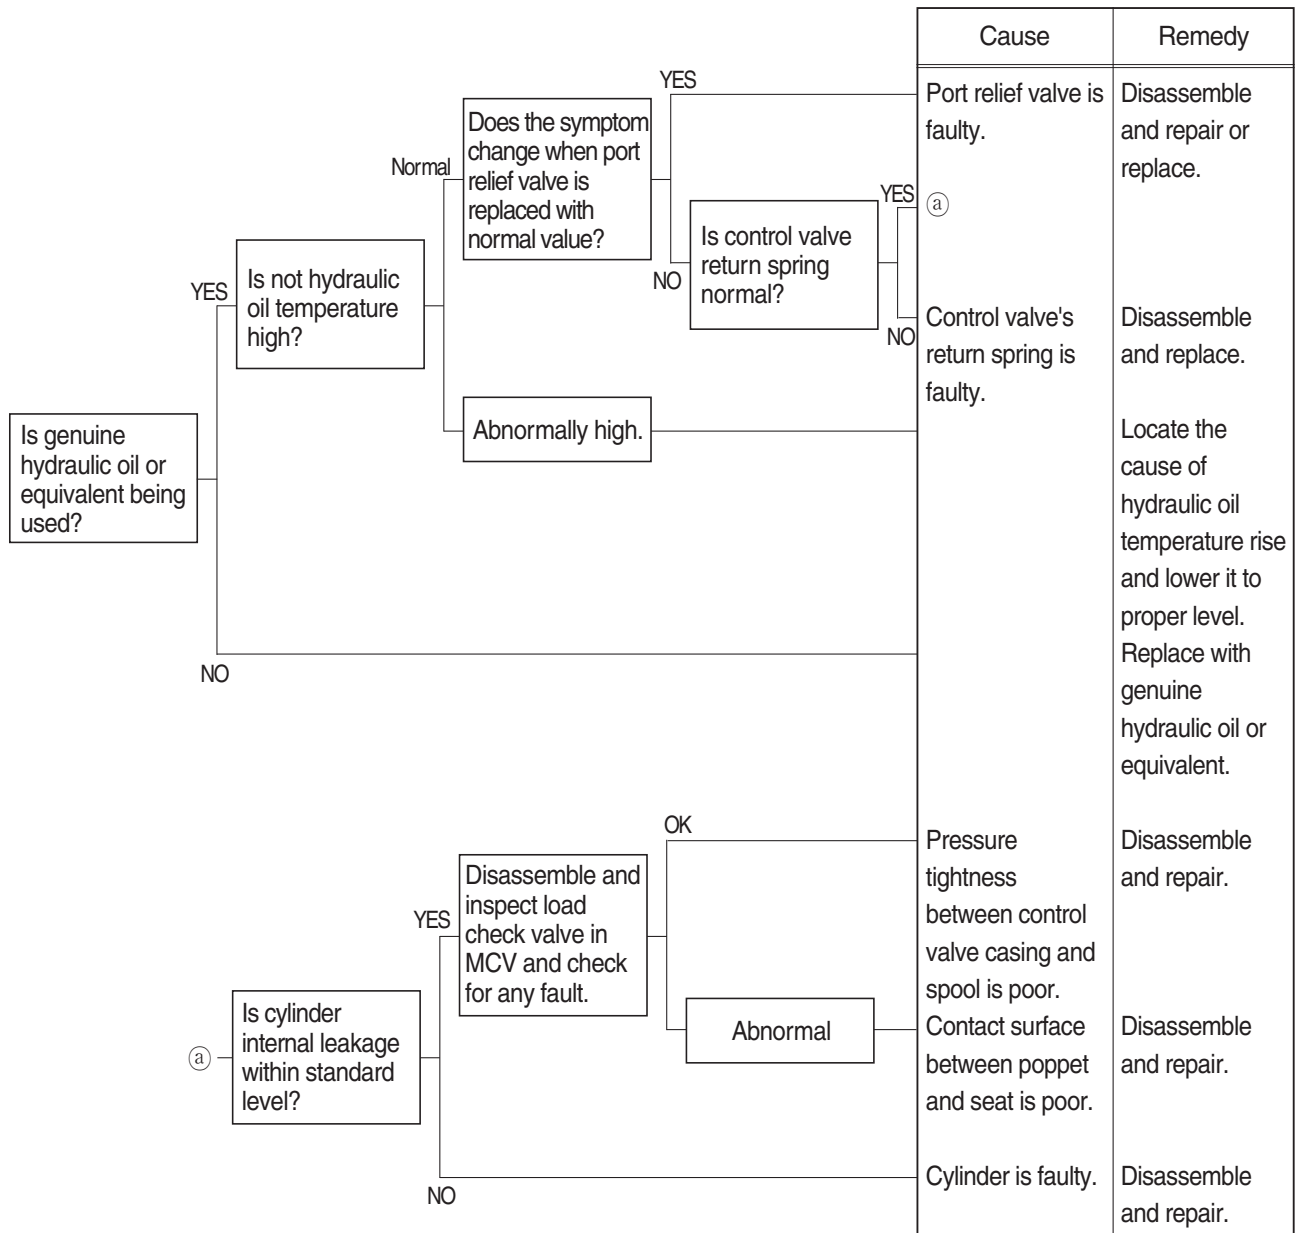 Cause
Remedy
YES
Port relief valve is
faulty.
Disassemble
and repair or
replace.
Does the symptom
change when port
relief valve is
replaced with
normal value?
Normal
YES
ⓐ
Is control valve
return spring
normal?
NO
NO
Control valve's
return spring is
faulty.
Disassemble
and replace.
YES
Is not hydraulic
oil temperature
high?
Abnormally high.
Locate the
cause of
hydraulic oil
temperature rise
and lower it to
proper level.
Is genuine
hydraulic oil or
equivalent being
used?
NO
Replace with
genuine
hydraulic oil or
equivalent.
OK
Pressure
tightness
between control
valve casing and
spool is poor.
Disassemble
and repair.
YES
Disassemble and
inspect load
check valve in
MCV and check
for any fault.
Abnormal
Contact surface
between poppet
and seat is poor.
Disassemble
and repair.
ⓐ
Is cylinder
internal leakage
within standard
level?
NO
Cylinder is faulty.
Disassemble
and repair.